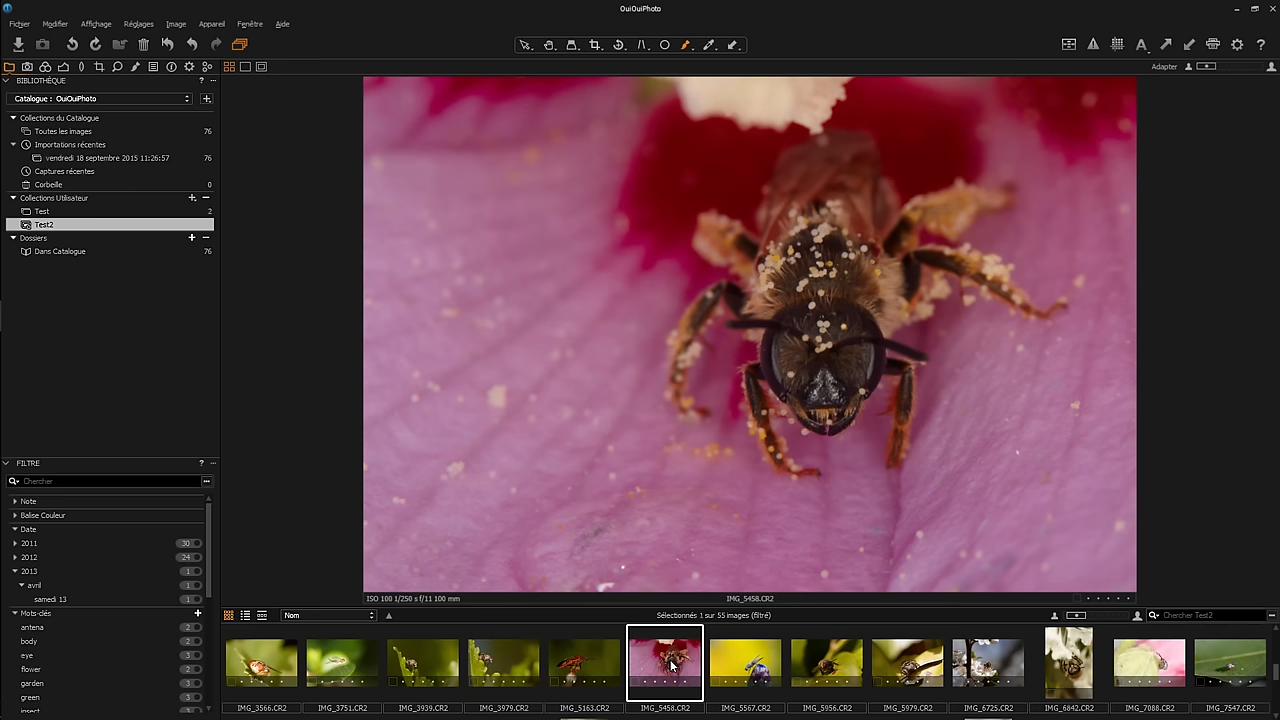 OuiOuiPhoto
Fichier Modifier Affichage Réglages Image Appareil Fenêtre Aide
Adapter
BIBLIOTHÈQUE ? ...
Catalogue : OuiOuiPhoto
Collections du Catalogue
Toutes les images 76
Importations récentes
vendredi 18 septembre 2015 11:26:57 76
Captures récentes
Corbeille 0
Collections Utilisateur
Test 2
Test2
Dossiers
Dans Catalogue 76
FILTRE ? ...
Chercher
Note
Balise Couleur
Date
2011 30
2012 24
2013 1
avril 1
samedi 13 1
Mots-clés
antena 2
body 2
eye 3
flower 2
garden 3
green 3
insect
ISO 100 1/250 s f/11 100 mm IMG_5458.CR2
Nom Sélectionnés 1 sur 55 images (filtré) Chercher Test2
IMG_3566.CR2 IMG_3771.CR2 IMG_3939.CR2 IMG_3979.CR2 IMG_5163.CR2 IMG_5458.CR2 IMG_5567.CR2 IMG_5956.CR2 IMG_5979.CR2 IMG_6725.CR2 IMG_6842.CR2 IMG_7088.CR2 IMG_7547.CR2